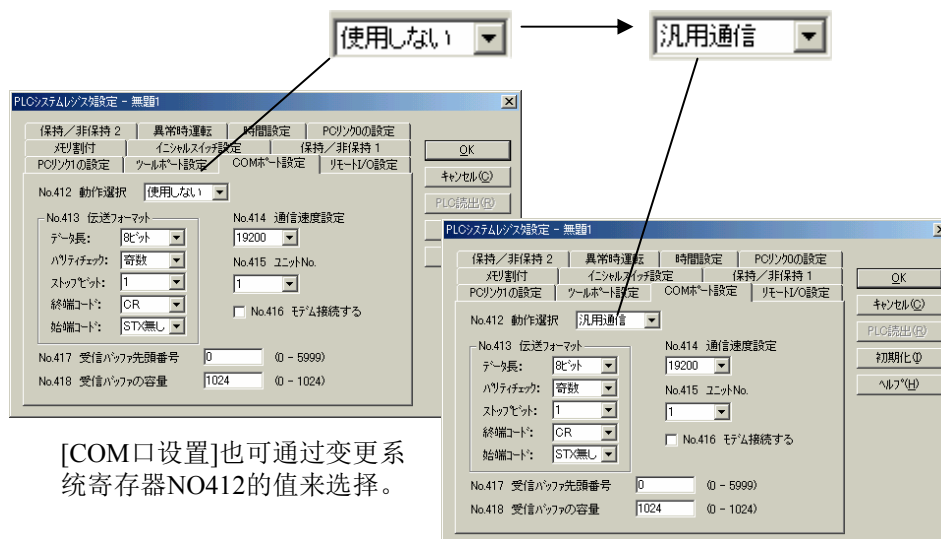 使用しない
汎用通信
PLCシステムレジスタ設定 - 無題1
保持/非保持 2
異常時運転
時間設定
PCリンク0の設定
メモリ割付
イニシャルスイッチ設定
保持/非保持 1
PCリンク1の設定
ツールポート設定
COMポート設定
リモートI/O設定
OK
キャンセル(C)
PLC読出(R)
No.412 動作選択
使用しない
No.413 伝送フォーマット
データ長: 8ビット
パリティチェック: 奇数
ストップビット: 1
終端コード: CR
始端コード: STX無し
No.414 通信速度設定
19200
No.415 ユニットNo.
1
No.416 モデム接続する
No.417 受信バッファ先頭番号 0 (0 - 5999)
No.418 受信バッファの容量 1024 (0 - 1024)
PLCシステムレジスタ設定 - 無題1
保持/非保持 2
異常時運転
時間設定
PCリンク0の設定
メモリ割付
イニシャルスイッチ設定
保持/非保持 1
PCリンク1の設定
ツールポート設定
COMポート設定
リモートI/O設定
OK
キャンセル(C)
PLC読出(R)
初期化(I)
ヘルプ(H)
No.412 動作選択
汎用通信
No.413 伝送フォーマット
データ長: 8ビット
パリティチェック: 奇数
ストップビット: 1
終端コード: CR
始端コード: STX無し
No.414 通信速度設定
19200
No.415 ユニットNo.
1
No.416 モデム接続する
No.417 受信バッファ先頭番号 0 (0 - 5999)
No.418 受信バッファの容量 1024 (0 - 1024)
[COM口设置]也可通过变更系
统寄存器NO412的值来选择。